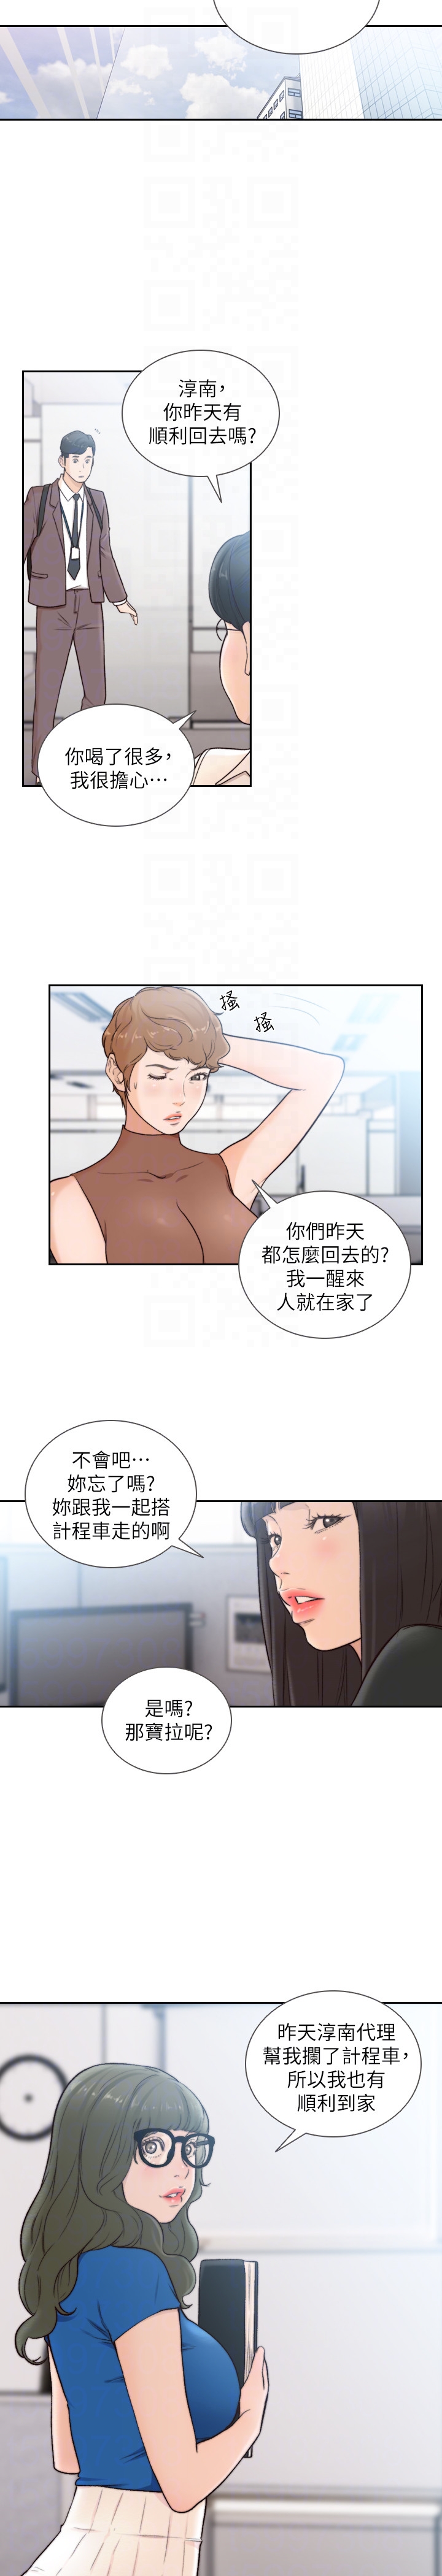 淳南，
你昨天有
順利回去嗎?
你喝了很多，
我很擔心…
搔
搔
你們昨天
都怎麼回去的?
我一醒來
人就在家了
不會吧…
妳忘了嗎?
妳跟我一起搭
計程車走的啊
是嗎?
那寶拉呢?
昨天淳南代理
幫我攔了計程車，
所以我也有
順利到家